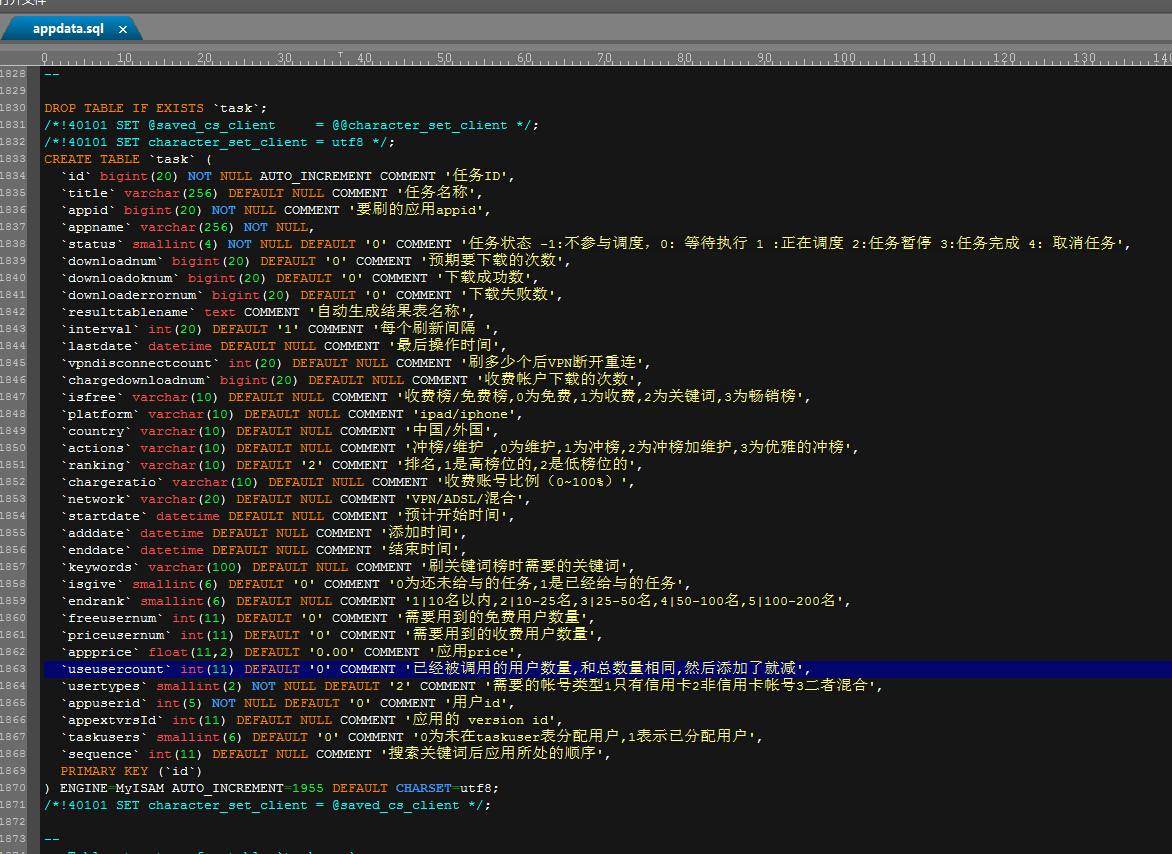 打开文件
appdata.sql ×
0 10 20 30 40 50 60 70 80 90 100 110 120 130 140
1828 --
1829
1830 DROP TABLE IF EXISTS `task`;
1831 /*!40101 SET @saved_cs_client     = @@character_set_client */;
1832 /*!40101 SET character_set_client = utf8 */;
1833 CREATE TABLE `task` (
1834   `id` bigint(20) NOT NULL AUTO_INCREMENT COMMENT '任务ID',
1835   `title` varchar(256) DEFAULT NULL COMMENT '任务名称',
1836   `appid` bigint(20) NOT NULL COMMENT '要刷的应用appid',
1837   `appname` varchar(256) NOT NULL,
1838   `status` smallint(4) NOT NULL DEFAULT '0' COMMENT '任务状态 -1:不参与调度，0: 等待执行 1 :正在调度 2:任务暂停 3:任务完成 4: 取消任务',
1839   `downloadnum` bigint(20) DEFAULT '0' COMMENT '预期要下载的次数',
1840   `downloadoknum` bigint(20) DEFAULT '0' COMMENT '下载成功数',
1841   `downloaderrornum` bigint(20) DEFAULT '0' COMMENT '下载失败数',
1842   `resulttablename` text COMMENT '自动生成结果表名称',
1843   `interval` int(20) DEFAULT '1' COMMENT '每个刷新间隔 ',
1844   `lastdate` datetime DEFAULT NULL COMMENT '最后操作时间',
1845   `vpndisconnectcount` int(20) DEFAULT NULL COMMENT '刷多少个后VPN断开重连',
1846   `chargedownloadnum` bigint(20) DEFAULT NULL COMMENT '收费帐户下载的次数',
1847   `isfree` varchar(10) DEFAULT NULL COMMENT '收费榜/免费榜,0为免费,1为收费,2为关键词,3为畅销榜',
1848   `platform` varchar(10) DEFAULT NULL COMMENT 'ipad/iphone',
1849   `country` varchar(10) DEFAULT NULL COMMENT '中国/外国',
1850   `actions` varchar(10) DEFAULT NULL COMMENT '冲榜/维护 ,0为维护,1为冲榜,2为冲榜加维护,3为优雅的冲榜',
1851   `ranking` varchar(10) DEFAULT '2' COMMENT '排名,1是高榜位的,2是低榜位的',
1852   `chargeratio` varchar(10) DEFAULT NULL COMMENT '收费账号比例（0~100%）',
1853   `network` varchar(20) DEFAULT NULL COMMENT 'VPN/ADSL/混合',
1854   `startdate` datetime DEFAULT NULL COMMENT '预计开始时间',
1855   `adddate` datetime DEFAULT NULL COMMENT '添加时间',
1856   `enddate` datetime DEFAULT NULL COMMENT '结束时间',
1857   `keywords` varchar(100) DEFAULT NULL COMMENT '刷关键词榜时需要的关键词',
1858   `isgive` smallint(6) DEFAULT '0' COMMENT '0为还未给与的任务,1是已经给与的任务',
1859   `endrank` smallint(6) DEFAULT NULL COMMENT '1|10名以内,2|10-25名,3|25-50名,4|50-100名,5|100-200名',
1860   `freeusernum` int(11) DEFAULT '0' COMMENT '需要用到的免费用户数量',
1861   `priceusernum` int(11) DEFAULT '0' COMMENT '需要用到的收费用户数量',
1862   `appprice` float(11,2) DEFAULT '0.00' COMMENT '应用price',
1863   `useusercount` int(11) DEFAULT '0' COMMENT '已经被调用的用户数量,和总数量相同,然后添加了就减',
1864   `usertypes` smallint(2) NOT NULL DEFAULT '2' COMMENT '需要的帐号类型1只有信用卡2非信用卡帐号3二者混合',
1865   `appuserid` int(5) NOT NULL DEFAULT '0' COMMENT '用户id',
1866   `appextvrsId` int(11) DEFAULT NULL COMMENT '应用的 version id',
1867   `taskusers` smallint(6) DEFAULT '0' COMMENT '0为未在taskuser表分配用户,1表示已分配用户',
1868   `sequence` int(11) DEFAULT NULL COMMENT '搜索关键词后应用所处的顺序',
1869   PRIMARY KEY (`id`)
1870 ) ENGINE=MyISAM AUTO_INCREMENT=1955 DEFAULT CHARSET=utf8;
1871 /*!40101 SET character_set_client = @saved_cs_client */;
1872
1873 --